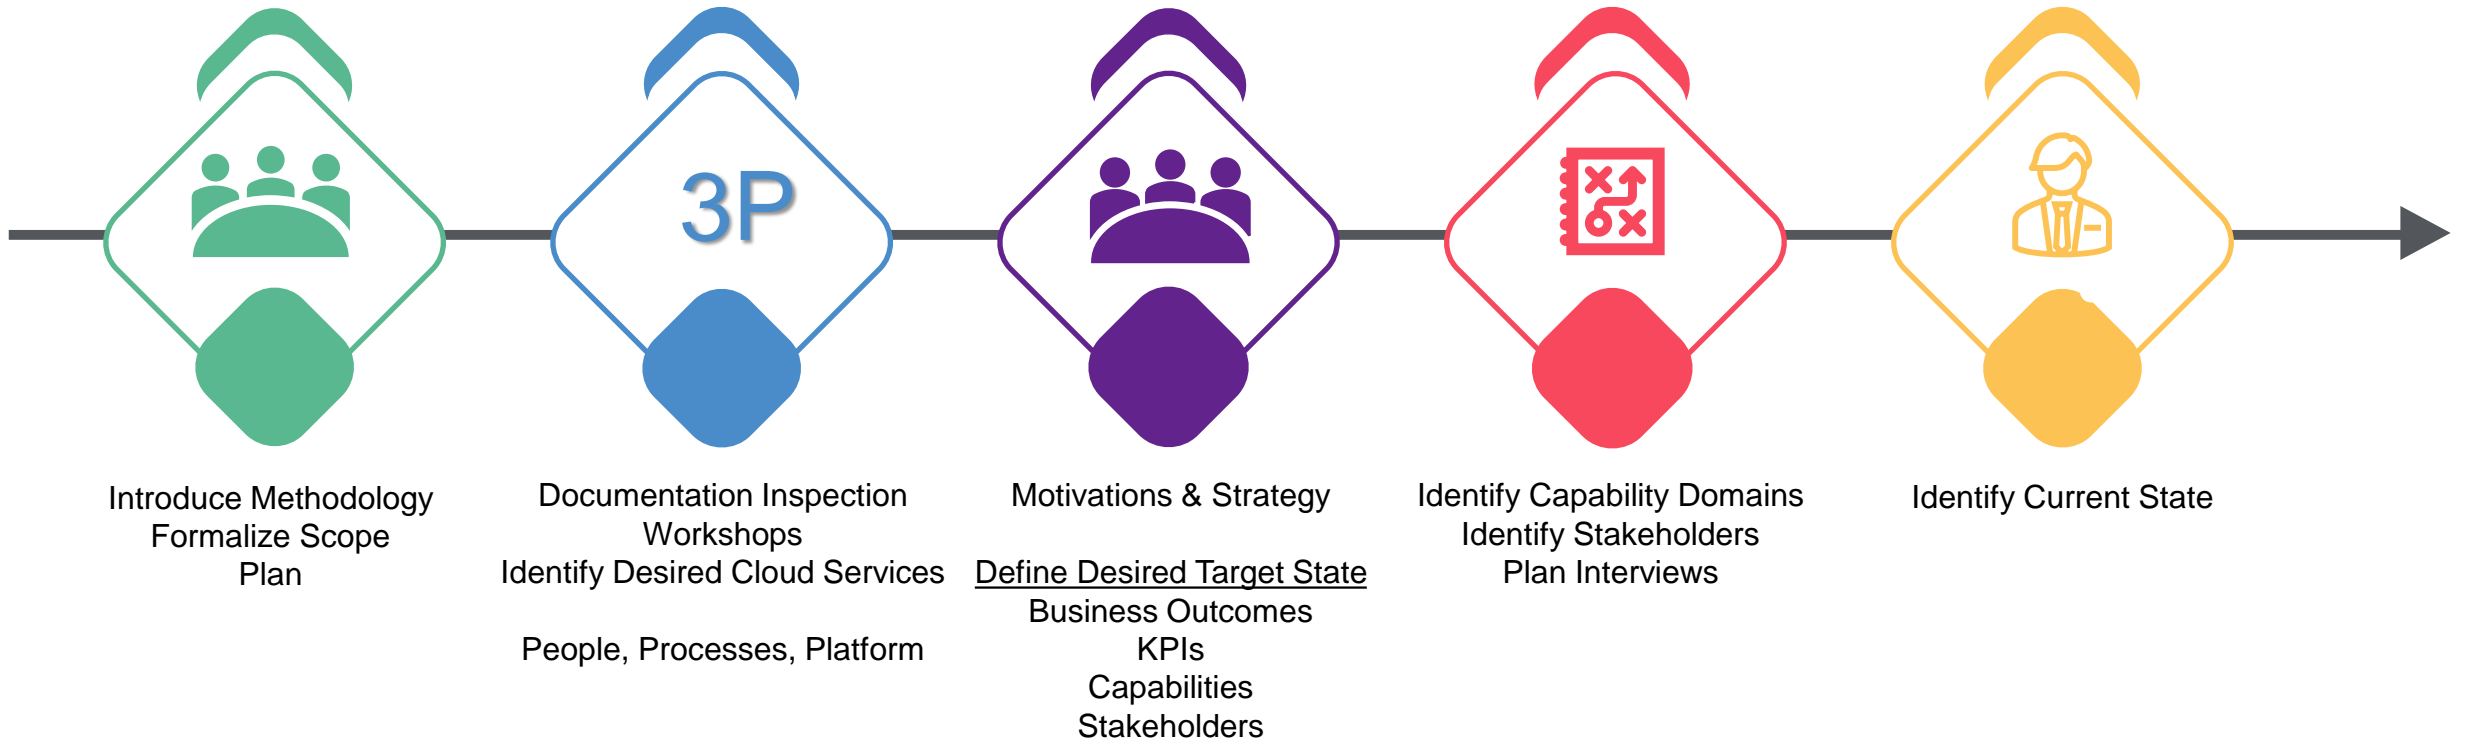 3P
Introduce Methodology
Formalize Scope
Plan
Documentation Inspection
Workshops
Identify Desired Cloud Services
People, Processes, Platform
Motivations & Strategy
Define Desired Target State
Business Outcomes
KPIs
Capabilities
Stakeholders
Identify Capability Domains
Identify Stakeholders
Plan Interviews
Identify Current State